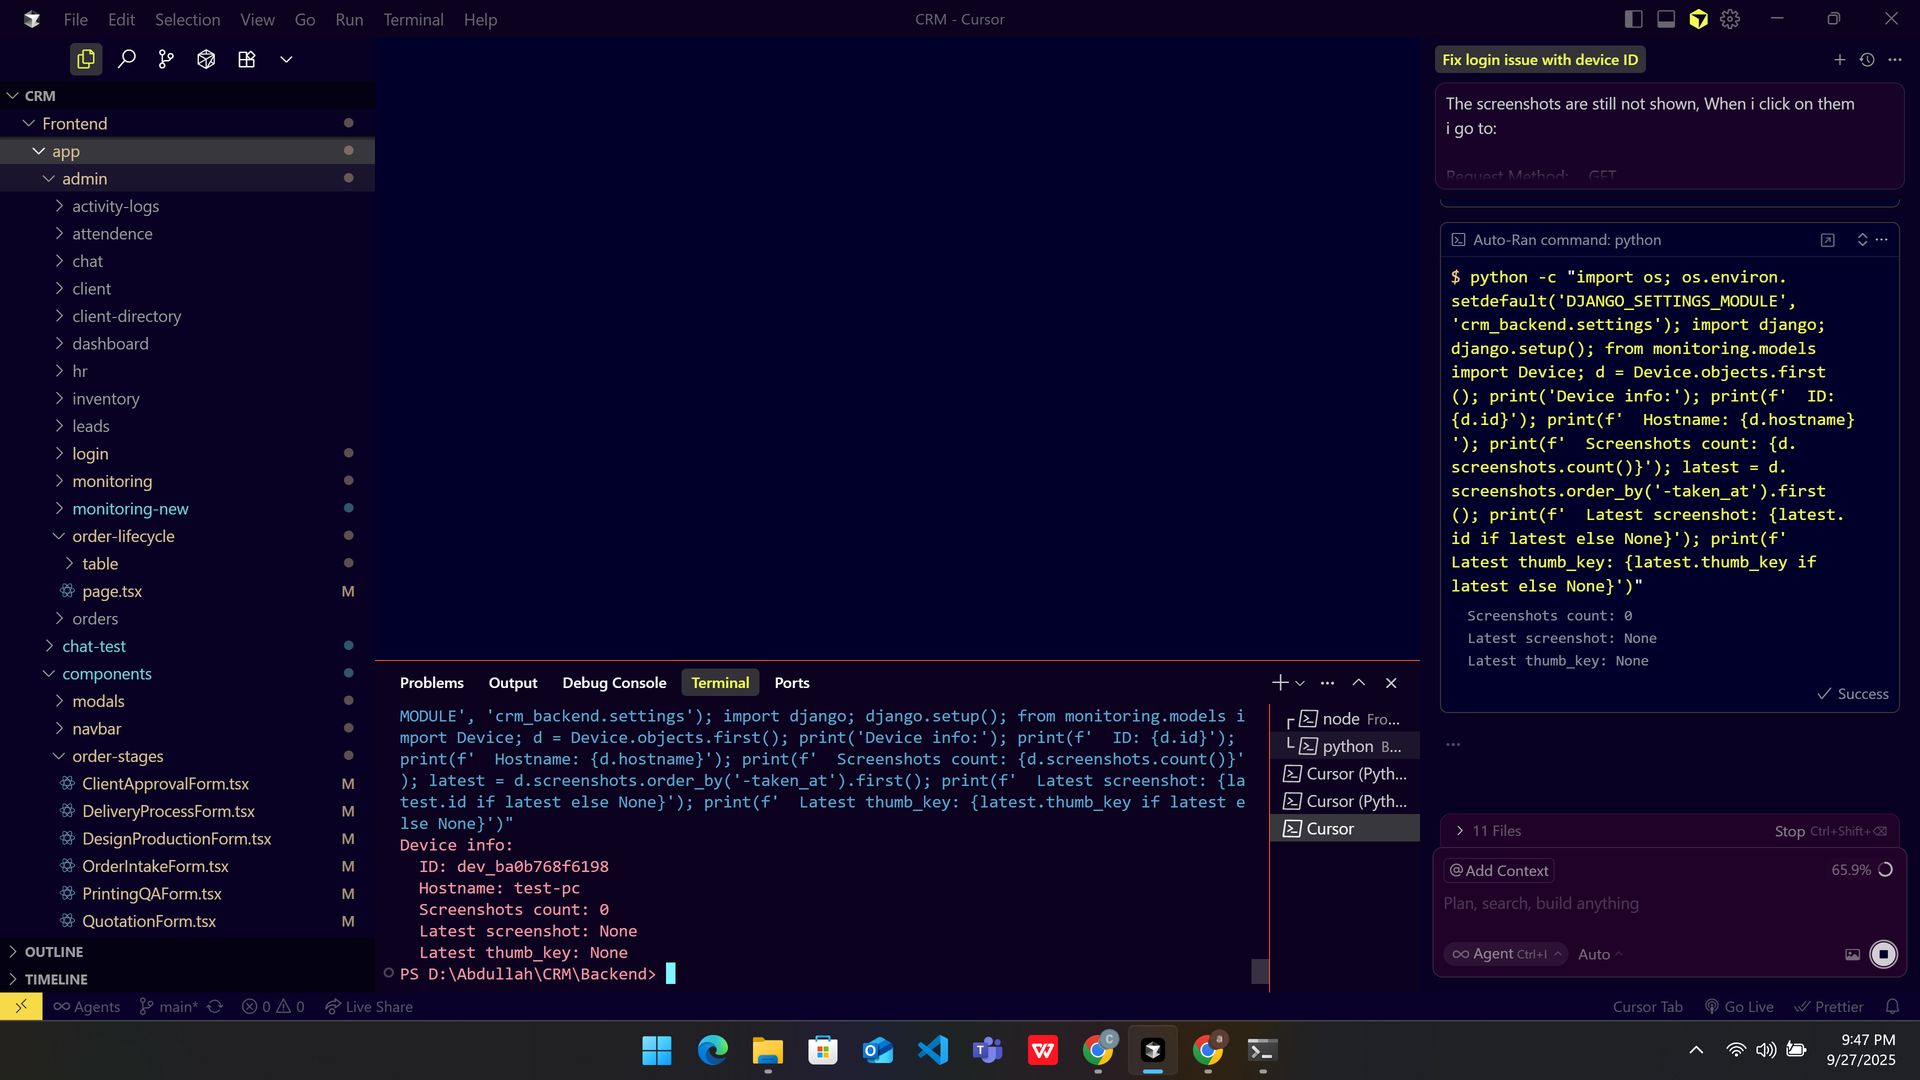 File Edit Selection View Go Run Terminal Help
CRM - Cursor
CRM
Frontend
app
admin
activity-logs
attendence
chat
client
client-directory
dashboard
hr
inventory
leads
login
monitoring
monitoring-new
order-lifecycle
table
page.tsx M
orders
chat-test
components
modals
navbar
order-stages
ClientApprovalForm.tsx M
DeliveryProcessForm.tsx M
DesignProductionForm.tsx M
OrderIntakeForm.tsx M
PrintingQAForm.tsx M
QuotationForm.tsx M
OUTLINE
TIMELINE
Problems Output Debug Console Terminal Ports
MODULE', 'crm_backend.settings'); import django; django.setup(); from monitoring.models i
mport Device; d = Device.objects.first(); print('Device info:'); print(f'  ID: {d.id}');
print(f'  Hostname: {d.hostname}'); print(f'  Screenshots count: {d.screenshots.count()}'
); latest = d.screenshots.order_by('-taken_at').first(); print(f'  Latest screenshot: {la
test.id if latest else None}'); print(f'  Latest thumb_key: {latest.thumb_key if latest e
lse None}')"
Device info:
  ID: dev_ba0b768f6198
  Hostname: test-pc
  Screenshots count: 0
  Latest screenshot: None
  Latest thumb_key: None
PS D:\Abdullah\CRM\Backend>
node Fro...
python B...
Cursor (Pyth...
Cursor (Pyth...
Cursor
Fix login issue with device ID
The screenshots are still not shown, When i click on them
i go to:
Request Method: GET
Auto-Ran command: python
$ python -c "import os; os.environ.
setdefault('DJANGO_SETTINGS_MODULE',
'crm_backend.settings'); import django;
django.setup(); from monitoring.models
import Device; d = Device.objects.first
(); print('Device info:'); print(f'  ID:
{d.id}'); print(f'  Hostname: {d.hostname}
'); print(f'  Screenshots count: {d.
screenshots.count()}'); latest = d.
screenshots.order_by('-taken_at').first
(); print(f'  Latest screenshot: {latest.
id if latest else None}'); print(f'
Latest thumb_key: {latest.thumb_key if
latest else None}')"
Screenshots count: 0
Latest screenshot: None
Latest thumb_key: None
Success
11 Files Stop Ctrl+Shift+⌫
@ Add Context 65.9%
Plan, search, build anything
Agent Ctrl+I Auto
Agents main* 0 0 Live Share
Cursor Tab Go Live Prettier
9:47 PM
9/27/2025